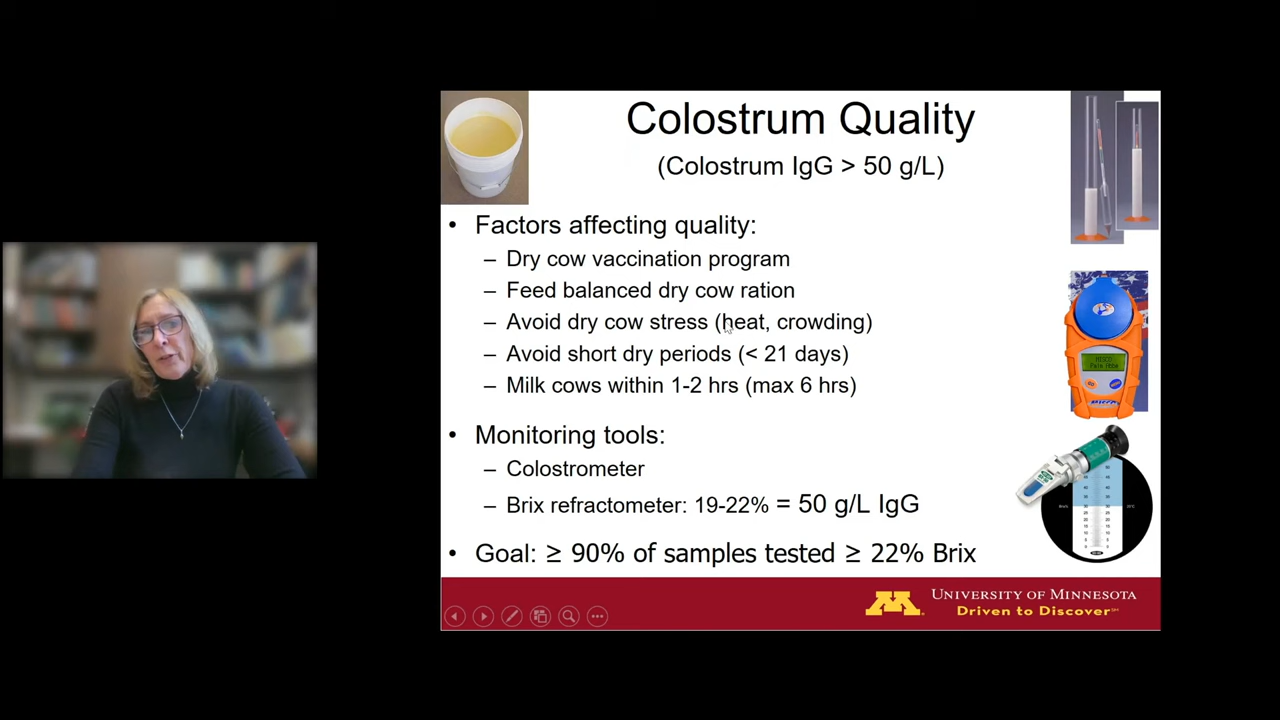 Colostrum Quality
(Colostrum IgG > 50 g/L)
• Factors affecting quality:
– Dry cow vaccination program
– Feed balanced dry cow ration
– Avoid dry cow stress (heat, crowding)
– Avoid short dry periods (< 21 days)
– Milk cows within 1-2 hrs (max 6 hrs)
• Monitoring tools:
– Colostrometer
– Brix refractometer: 19-22% = 50 g/L IgG
• Goal: ≥ 90% of samples tested ≥ 22% Brix
MISCO
UNIVERSITY OF MINNESOTA
Driven to Discover